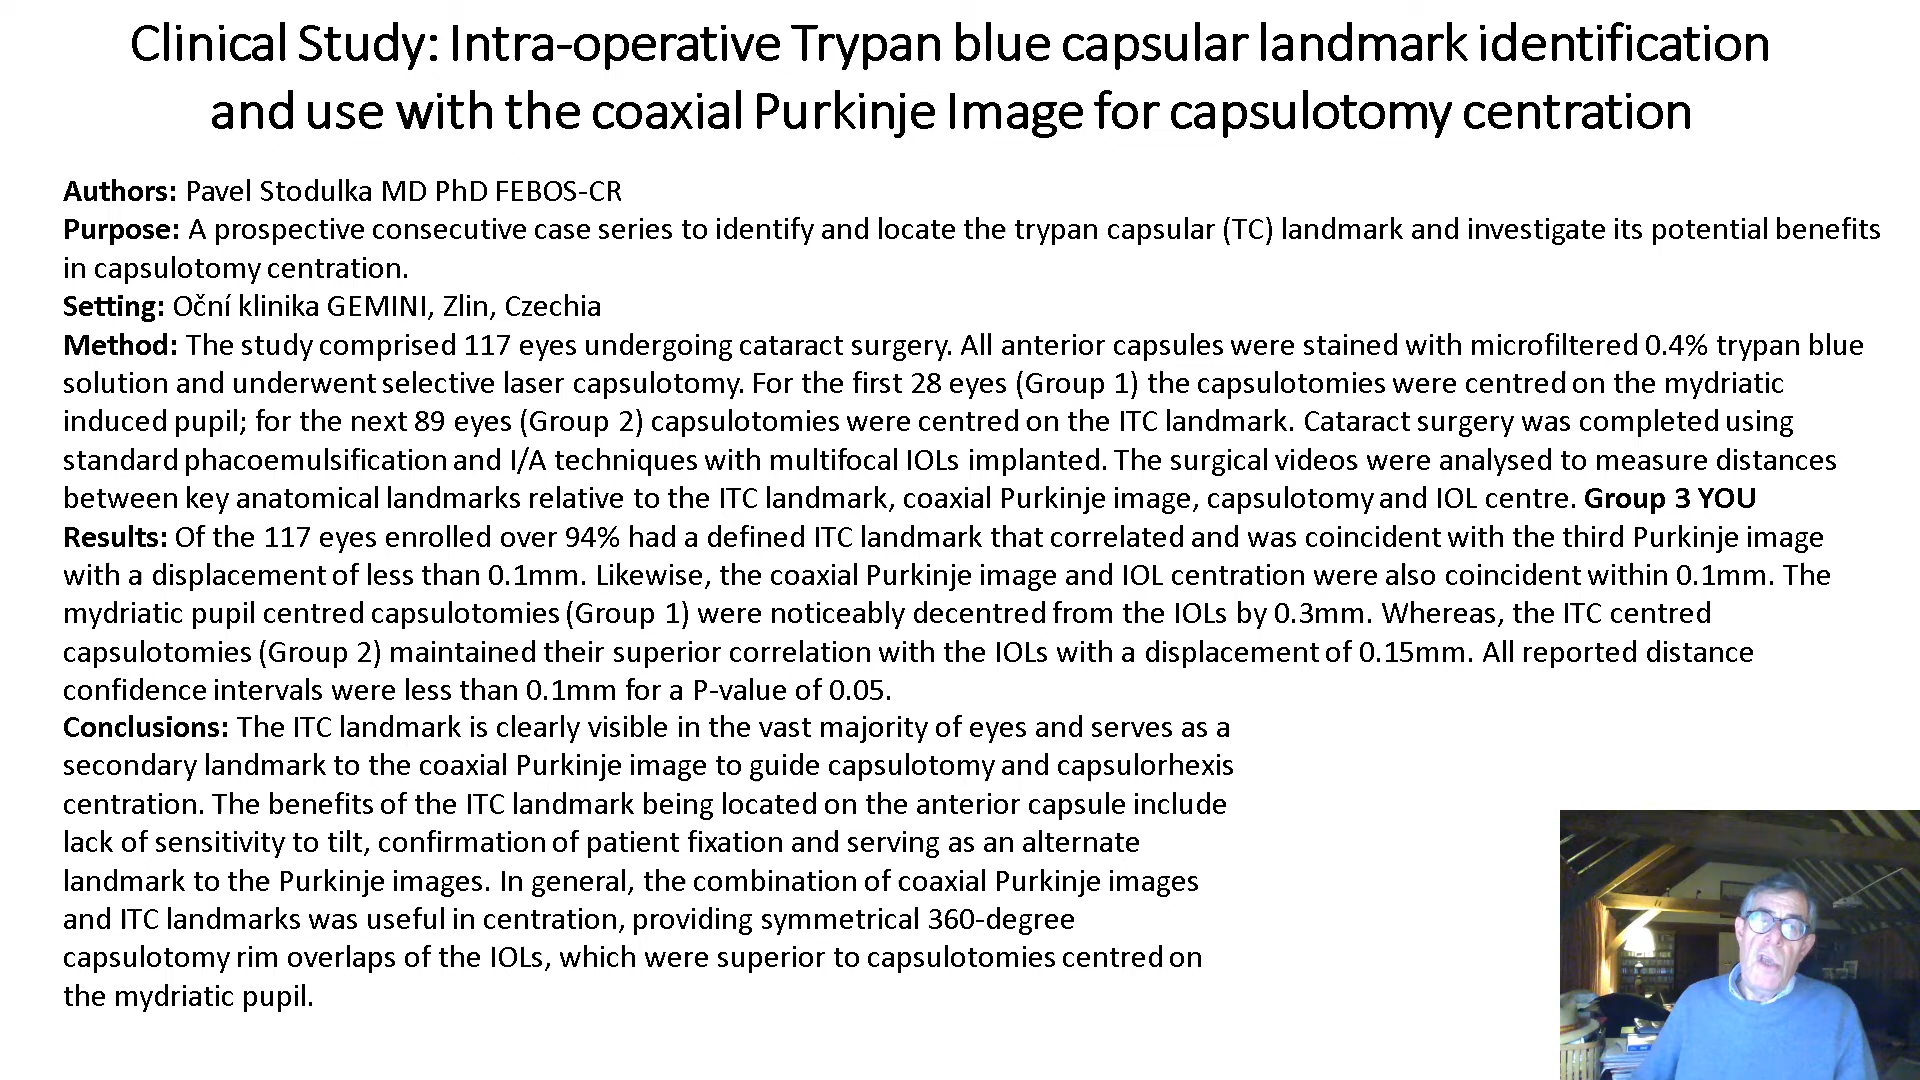 Clinical Study: Intra-operative Trypan blue capsular landmark identification
and use with the coaxial Purkinje Image for capsulotomy centration
Authors: Pavel Stodulka MD PhD FEBOS-CR
Purpose: A prospective consecutive case series to identify and locate the trypan capsular (TC) landmark and investigate its potential benefits
in capsulotomy centration.
Setting: Oční klinika GEMINI, Zlin, Czechia
Method: The study comprised 117 eyes undergoing cataract surgery. All anterior capsules were stained with microfiltered 0.4% trypan blue
solution and underwent selective laser capsulotomy. For the first 28 eyes (Group 1) the capsulotomies were centred on the mydriatic
induced pupil; for the next 89 eyes (Group 2) capsulotomies were centred on the ITC landmark. Cataract surgery was completed using
standard phacoemulsification and I/A techniques with multifocal IOLs implanted. The surgical videos were analysed to measure distances
between key anatomical landmarks relative to the ITC landmark, coaxial Purkinje image, capsulotomy and IOL centre. Group 3 YOU
Results: Of the 117 eyes enrolled over 94% had a defined ITC landmark that correlated and was coincident with the third Purkinje image
with a displacement of less than 0.1mm. Likewise, the coaxial Purkinje image and IOL centration were also coincident within 0.1mm. The
mydriatic pupil centred capsulotomies (Group 1) were noticeably decentred from the IOLs by 0.3mm. Whereas, the ITC centred
capsulotomies (Group 2) maintained their superior correlation with the IOLs with a displacement of 0.15mm. All reported distance
confidence intervals were less than 0.1mm for a P-value of 0.05.
Conclusions: The ITC landmark is clearly visible in the vast majority of eyes and serves as a
secondary landmark to the coaxial Purkinje image to guide capsulotomy and capsulorhexis
centration. The benefits of the ITC landmark being located on the anterior capsule include
lack of sensitivity to tilt, confirmation of patient fixation and serving as an alternate
landmark to the Purkinje images. In general, the combination of coaxial Purkinje images
and ITC landmarks was useful in centration, providing symmetrical 360-degree
capsulotomy rim overlaps of the IOLs, which were superior to capsulotomies centred on
the mydriatic pupil.